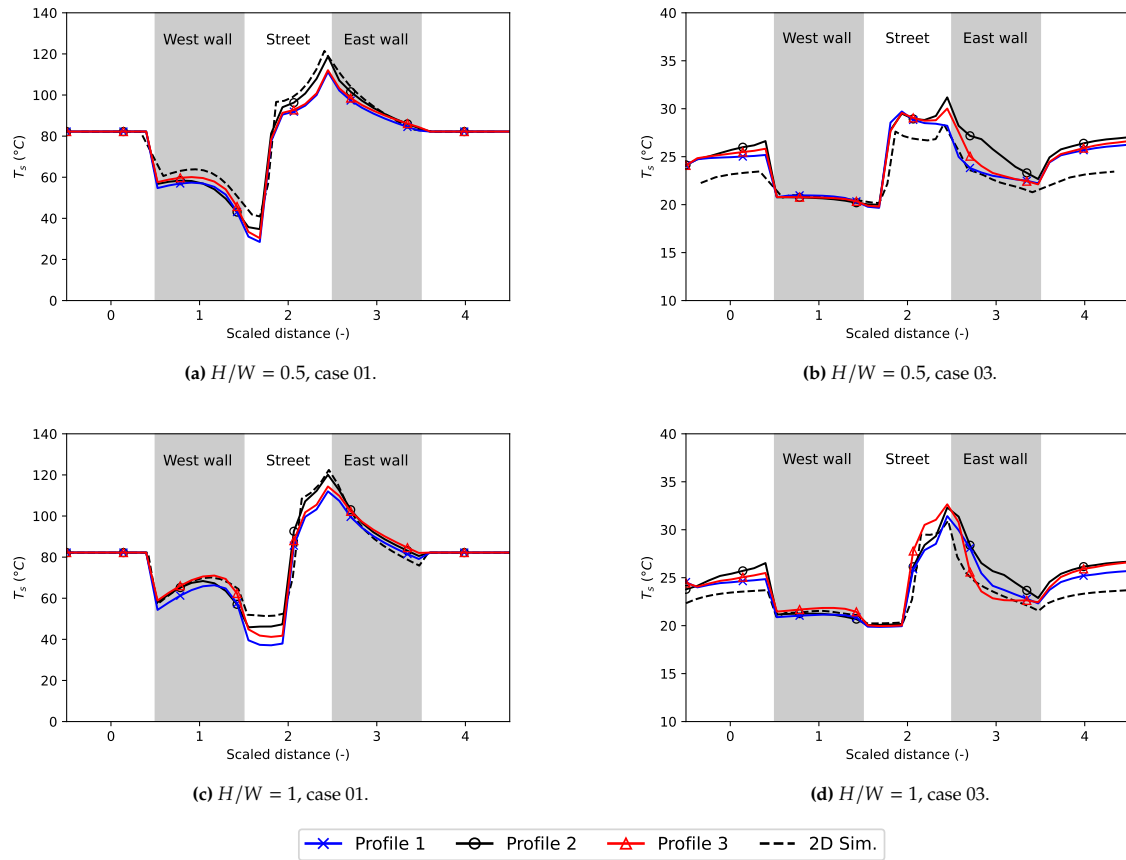 140
120
100
80
60
40
20
0
T_s (°C)
West wall
Street
East wall
0 1 2 3 4
Scaled distance (-)
(a) H/W = 0.5, case 01.
40
35
30
25
20
15
10
T_s (°C)
West wall
Street
East wall
0 1 2 3 4
Scaled distance (-)
(b) H/W = 0.5, case 03.
140
120
100
80
60
40
20
0
T_s (°C)
West wall
Street
East wall
0 1 2 3 4
Scaled distance (-)
(c) H/W = 1, case 01.
40
35
30
25
20
15
10
T_s (°C)
West wall
Street
East wall
0 1 2 3 4
Scaled distance (-)
(d) H/W = 1, case 03.
Profile 1 Profile 2 Profile 3 2D Sim.